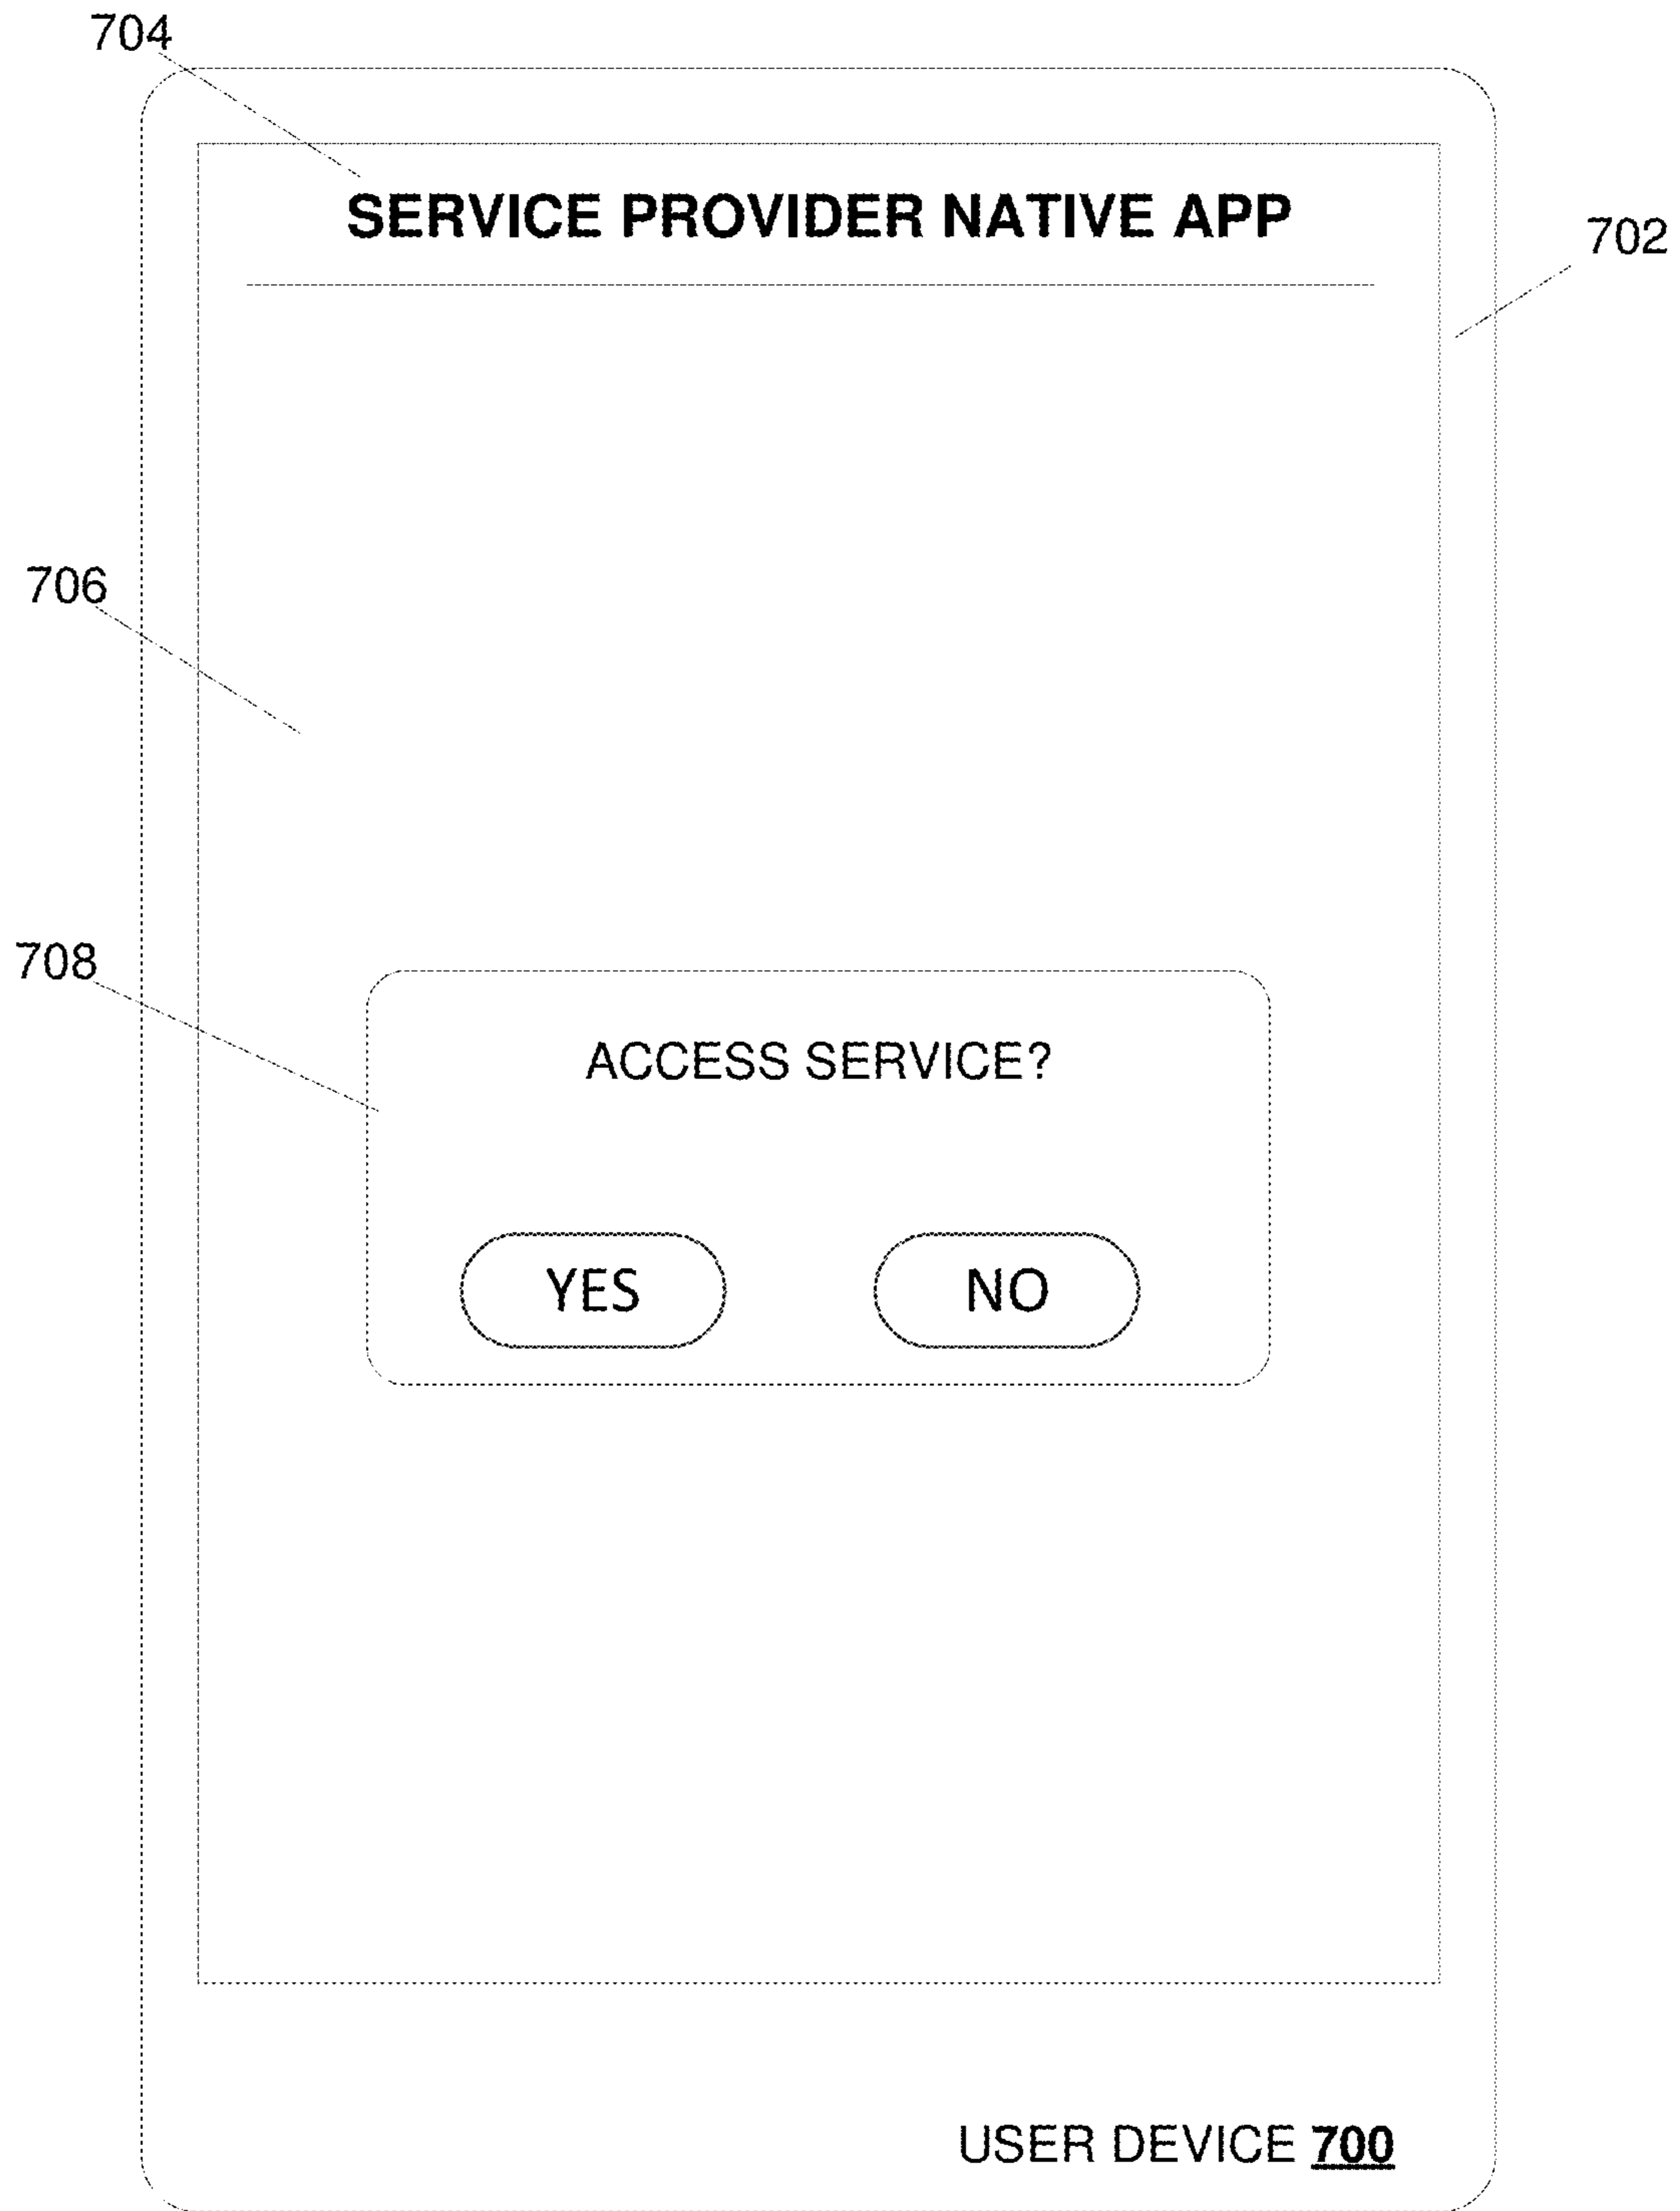 704
SERVICE PROVIDER NATIVE APP
702
706
708
ACCESS SERVICE?
YES NO
USER DEVICE 700